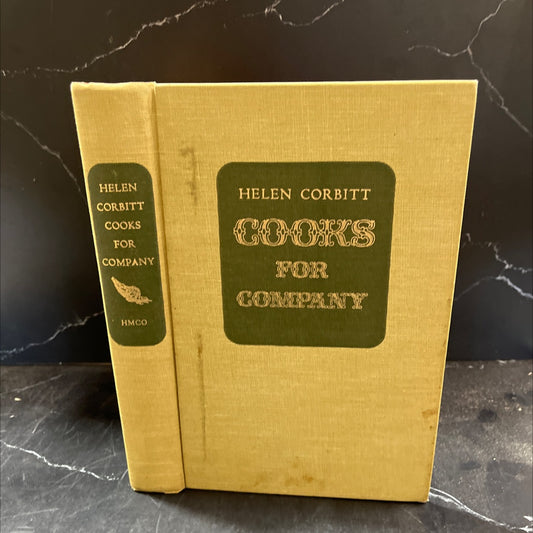 HELEN
CORBITT
COOKS
FOR
COMPANY
HMCO
HELEN CORBITT
COOKS
FOR
COMPANY